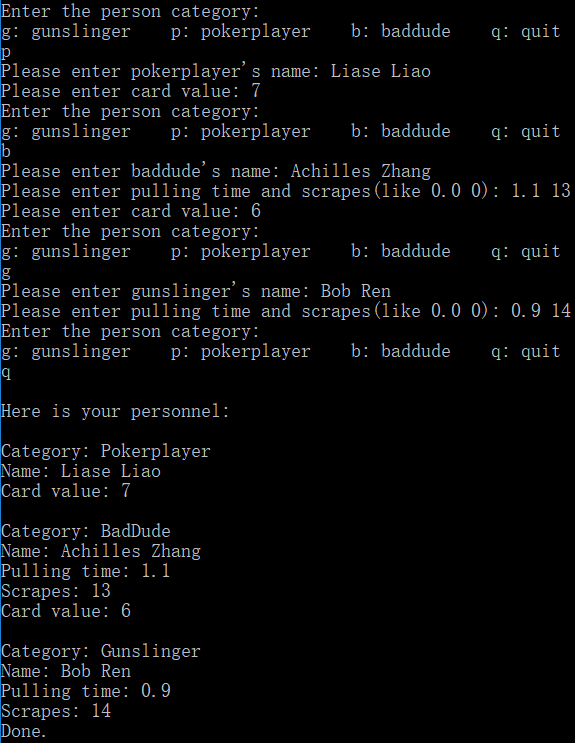 Enter the person category:
g: gunslinger    p: pokerplayer    b: baddude    q: quit
p
Please enter pokerplayer's name: Liase Liao
Please enter card value: 7
Enter the person category:
g: gunslinger    p: pokerplayer    b: baddude    q: quit
b
Please enter baddude's name: Achilles Zhang
Please enter pulling time and scrapes(like 0.0 0): 1.1 13
Please enter card value: 6
Enter the person category:
g: gunslinger    p: pokerplayer    b: baddude    q: quit
g
Please enter gunslinger's name: Bob Ren
Please enter pulling time and scrapes(like 0.0 0): 0.9 14
Enter the person category:
g: gunslinger    p: pokerplayer    b: baddude    q: quit
q
Here is your personnel:
Category: Pokerplayer
Name: Liase Liao
Card value: 7
Category: BadDude
Name: Achilles Zhang
Pulling time: 1.1
Scrapes: 13
Card value: 6
Category: Gunslinger
Name: Bob Ren
Pulling time: 0.9
Scrapes: 14
Done.